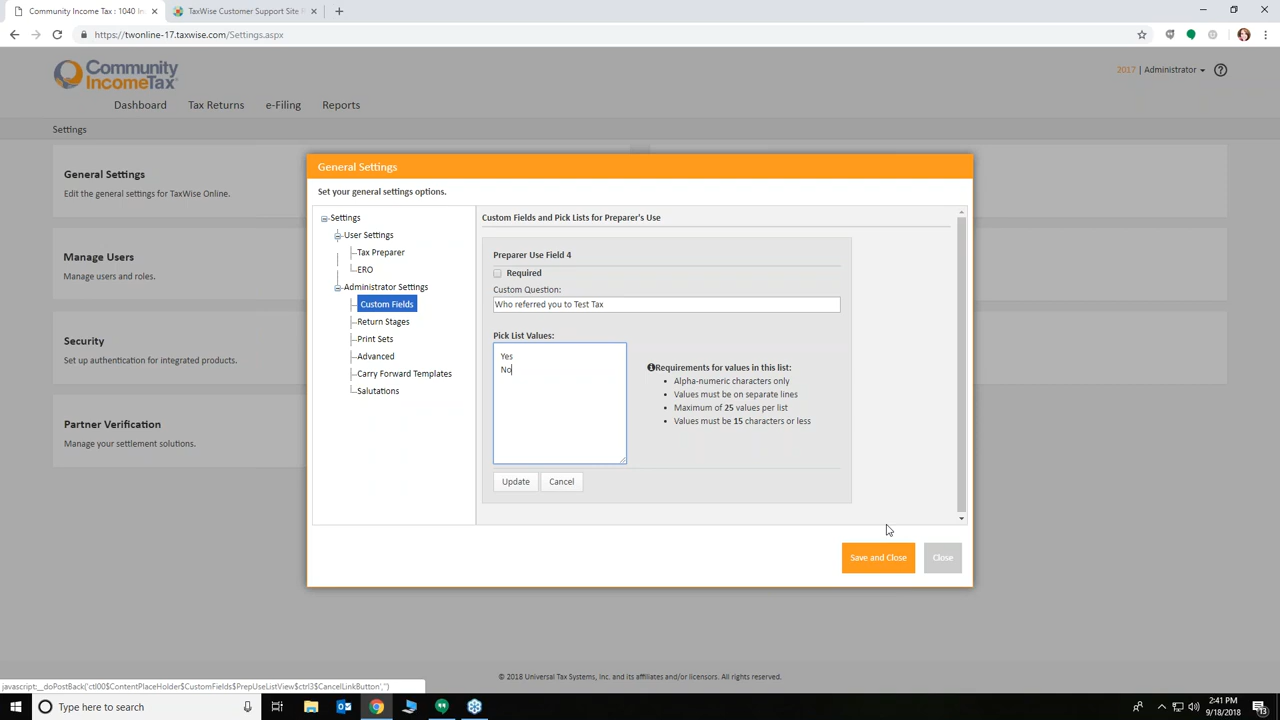 Community Income Tax : 1040 In
TaxWise Customer Support Site
https://twonline-17.taxwise.com/Settings.aspx
Community
IncomeTax
2017 | Administrator
Dashboard
Tax Returns
e-Filing
Reports
Settings
General Settings
Edit the general settings for TaxWise Online.
Manage Users
Manage users and roles.
Security
Set up authentication for integrated products.
Partner Verification
Manage your settlement solutions.
General Settings
Set your general settings options.
Settings
User Settings
Tax Preparer
ERO
Administrator Settings
Custom Fields
Return Stages
Print Sets
Advanced
Carry Forward Templates
Salutations
Custom Fields and Pick Lists for Preparer's Use
Preparer Use Field 4
Required
Custom Question:
Who referred you to Test Tax
Pick List Values:
Yes
No
Requirements for values in this list:
Alpha-numeric characters only
Values must be on separate lines
Maximum of 25 values per list
Values must be 15 characters or less
Update
Cancel
Save and Close
Close
© 2018 Universal Tax Systems, Inc. and its affiliates and/or licensors. All rights reserved.
javascript:__doPostBack('ctl00$ContentPlaceHolder$CustomFields$PrepUseListView$ctrl3$CancelLinkButton','')
Type here to search
2:41 PM
9/18/2018